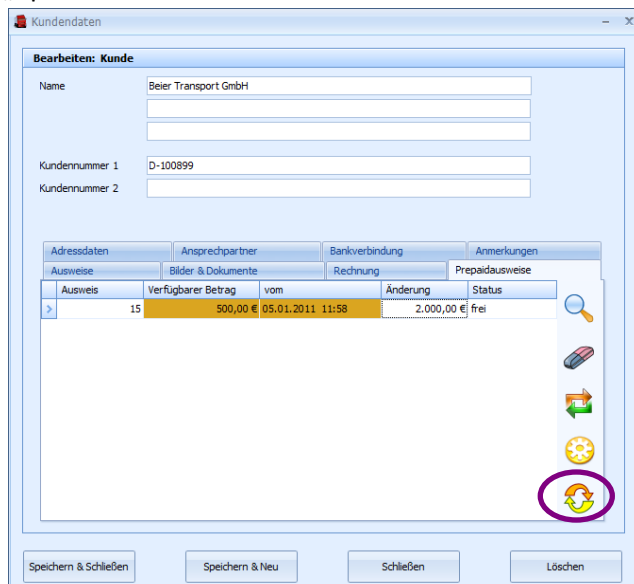 Kundendaten
Bearbeiten: Kunde
Name Beier Transport GmbH
Kundennummer 1 D-100899
Kundennummer 2
Adressdaten Ansprechpartner Bankverbindung Anmerkungen
Ausweise Bilder & Dokumente Rechnung Prepaidausweise
Ausweis Verfügbarer Betrag vom Änderung Status
15 500,00 € 05.01.2011 11:58 2.000,00 € frei
Speichern & Schließen Speichern & Neu Schließen Löschen